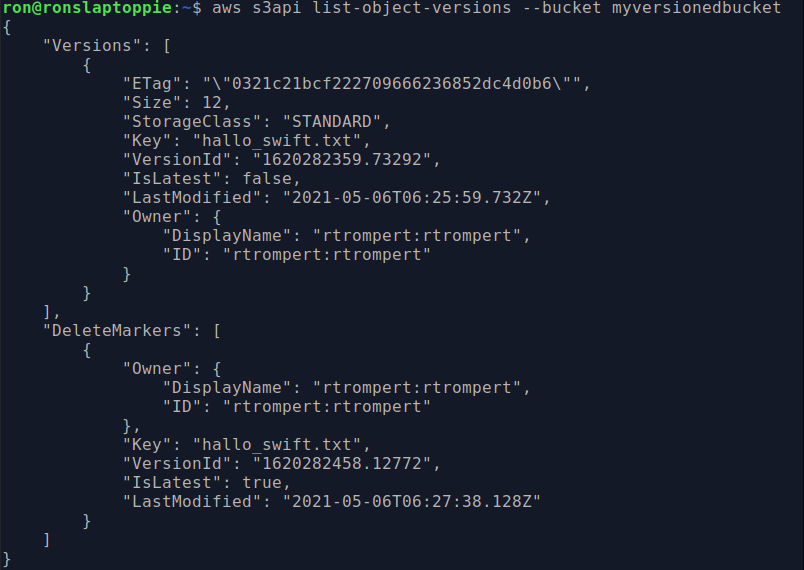 ron@ronslaptoppie:~$ aws s3api list-object-versions --bucket myversionedbucket
{
    "Versions": [
        {
            "ETag": "\"0321c21bcf222709666236852dc4d0b6\"",
            "Size": 12,
            "StorageClass": "STANDARD",
            "Key": "hallo_swift.txt",
            "VersionId": "1620282359.73292",
            "IsLatest": false,
            "LastModified": "2021-05-06T06:25:59.732Z",
            "Owner": {
                "DisplayName": "rtrompert:rtrompert",
                "ID": "rtrompert:rtrompert"
            }
        }
    ],
    "DeleteMarkers": [
        {
            "Owner": {
                "DisplayName": "rtrompert:rtrompert",
                "ID": "rtrompert:rtrompert"
            },
            "Key": "hallo_swift.txt",
            "VersionId": "1620282458.12772",
            "IsLatest": true,
            "LastModified": "2021-05-06T06:27:38.128Z"
        }
    ]
}